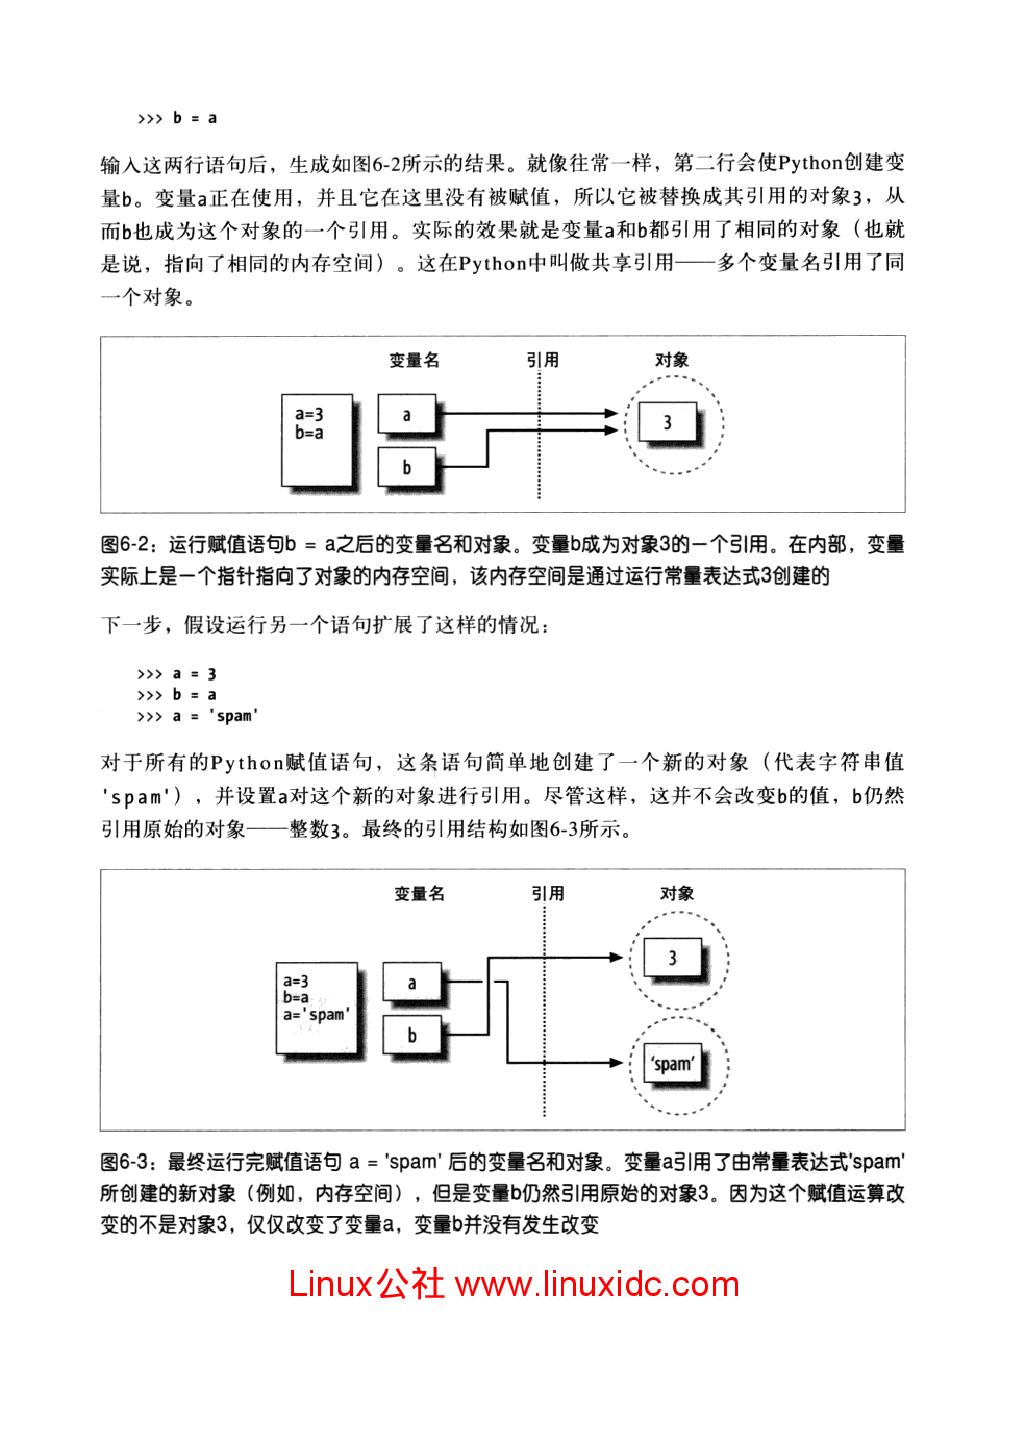 >>> b = a
输入这两行语句后，生成如图6-2所示的结果。就像往常一样，第二行会使Python创建变
量b。变量a正在使用，并且它在这里没有被赋值，所以它被替换成其引用的对象3，从
而b也成为这个对象的一个引用。实际的效果就是变量a和b都引用了相同的对象（也就
是说，指向了相同的内存空间）。这在Python中叫做共享引用——多个变量名引用了同
一个对象。
变量名 引用 对象
a=3
b=a
a
b
3
图6-2：运行赋值语句b = a之后的变量名和对象。变量b成为对象3的一个引用。在内部，变量
实际上是一个指针指向了对象的内存空间，该内存空间是通过运行常量表达式3创建的
下一步，假设运行另一个语句扩展了这样的情况：
>>> a = 3
>>> b = a
>>> a = 'spam'
对于所有的Python赋值语句，这条语句简单地创建了一个新的对象（代表字符串值
'spam'），并设置a对这个新的对象进行引用。尽管这样，这并不会改变b的值，b仍然
引用原始的对象——整数3。最终的引用结构如图6-3所示。
变量名 引用 对象
a=3
b=a
a='spam'
a
b
3
'spam'
图6-3：最终运行完赋值语句 a = 'spam' 后的变量名和对象。变量a引用了由常量表达式'spam'
所创建的新对象（例如，内存空间），但是变量b仍然引用原始的对象3。因为这个赋值运算改
变的不是对象3，仅仅改变了变量a，变量b并没有发生改变
Linux公社 www.linuxidc.com